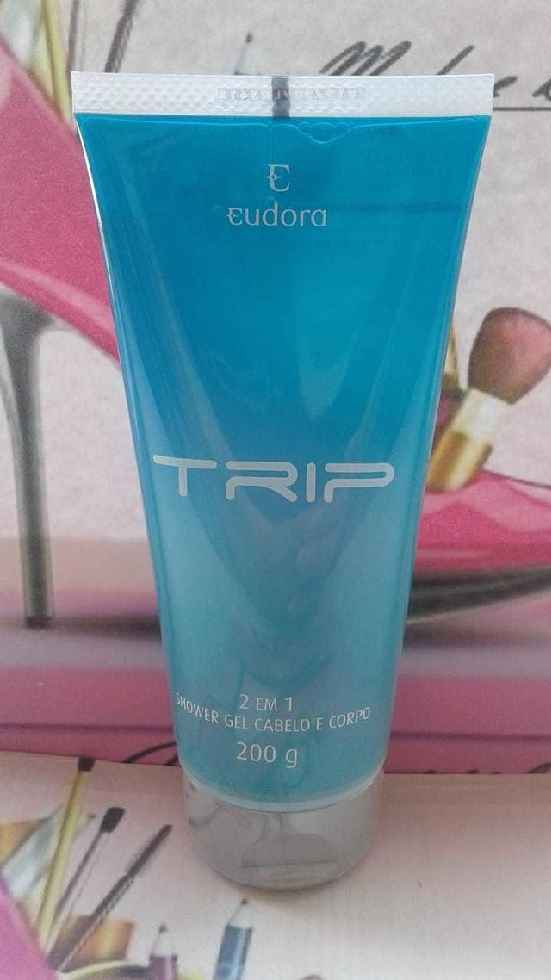 E
eudora
TRIP
2 EM 1
SHOWER GEL CABELO E CORPO
200 g